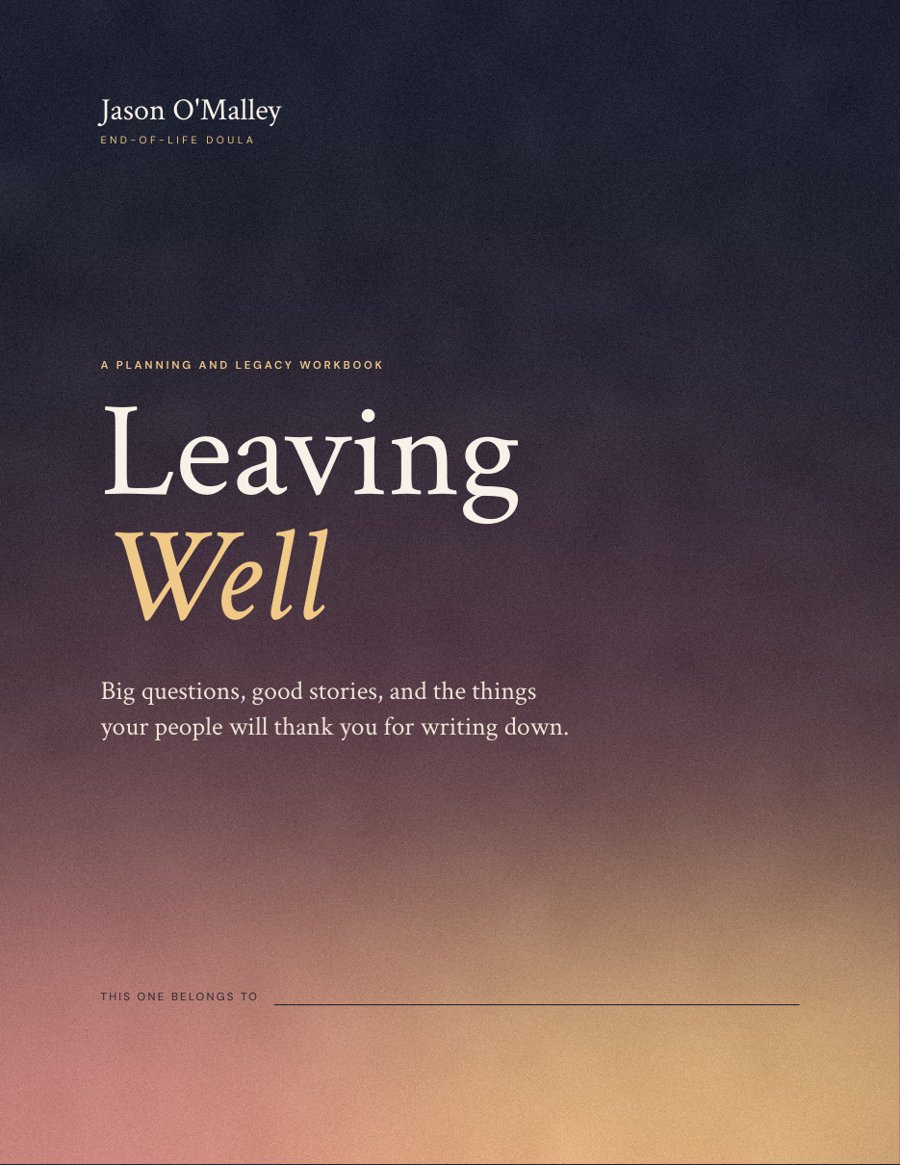 Jason O'Malley
END-OF-LIFE DOULA
A PLANNING AND LEGACY WORKBOOK
Leaving
Well
Big questions, good stories, and the things
your people will thank you for writing down.
THIS ONE BELONGS TO